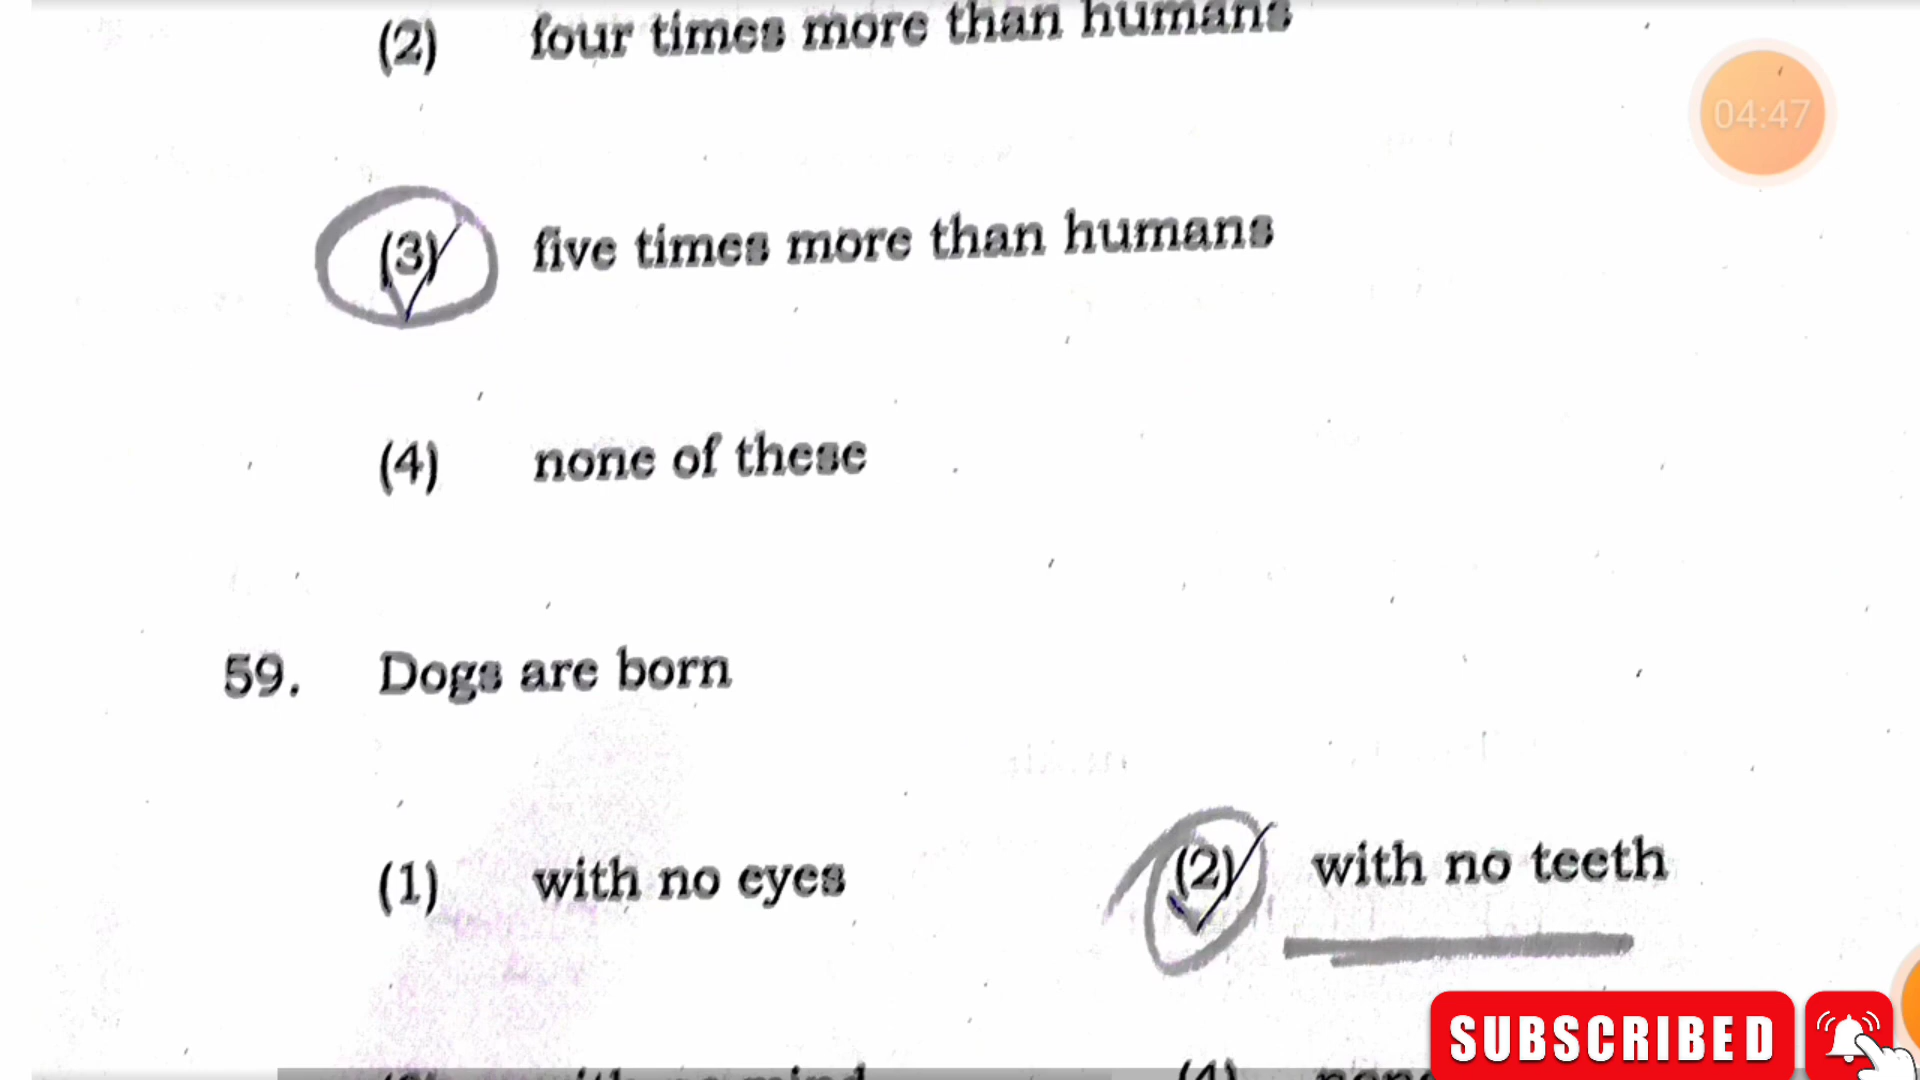 (2) four times more than humans
04:47
(3) five times more than humans
(4) none of these
59. Dogs are born
(1) with no eyes
(2) with no teeth
SUBSCRIBED